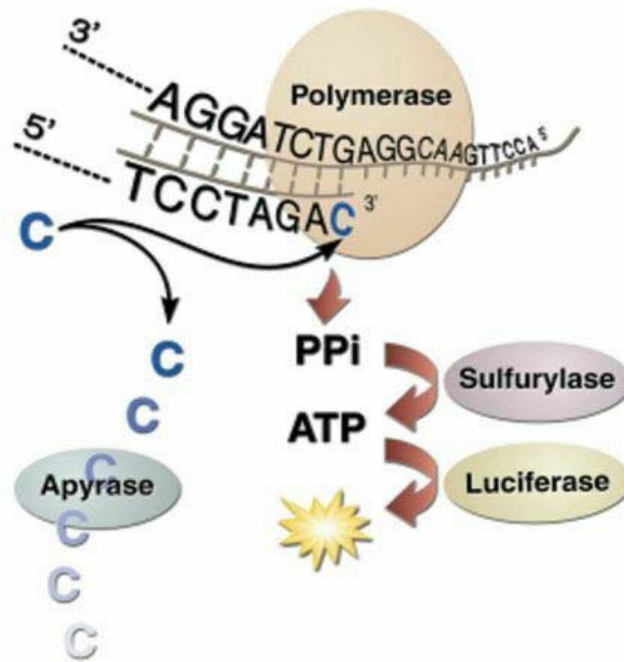 3'
Polymerase
AGGATCTGAGGCAAGTTCCA 5'
5'
TCCTAGAC 3'
C
PPi
C
Sulfurylase
C
ATP
C
Apyrase
Luciferase
C
C
C